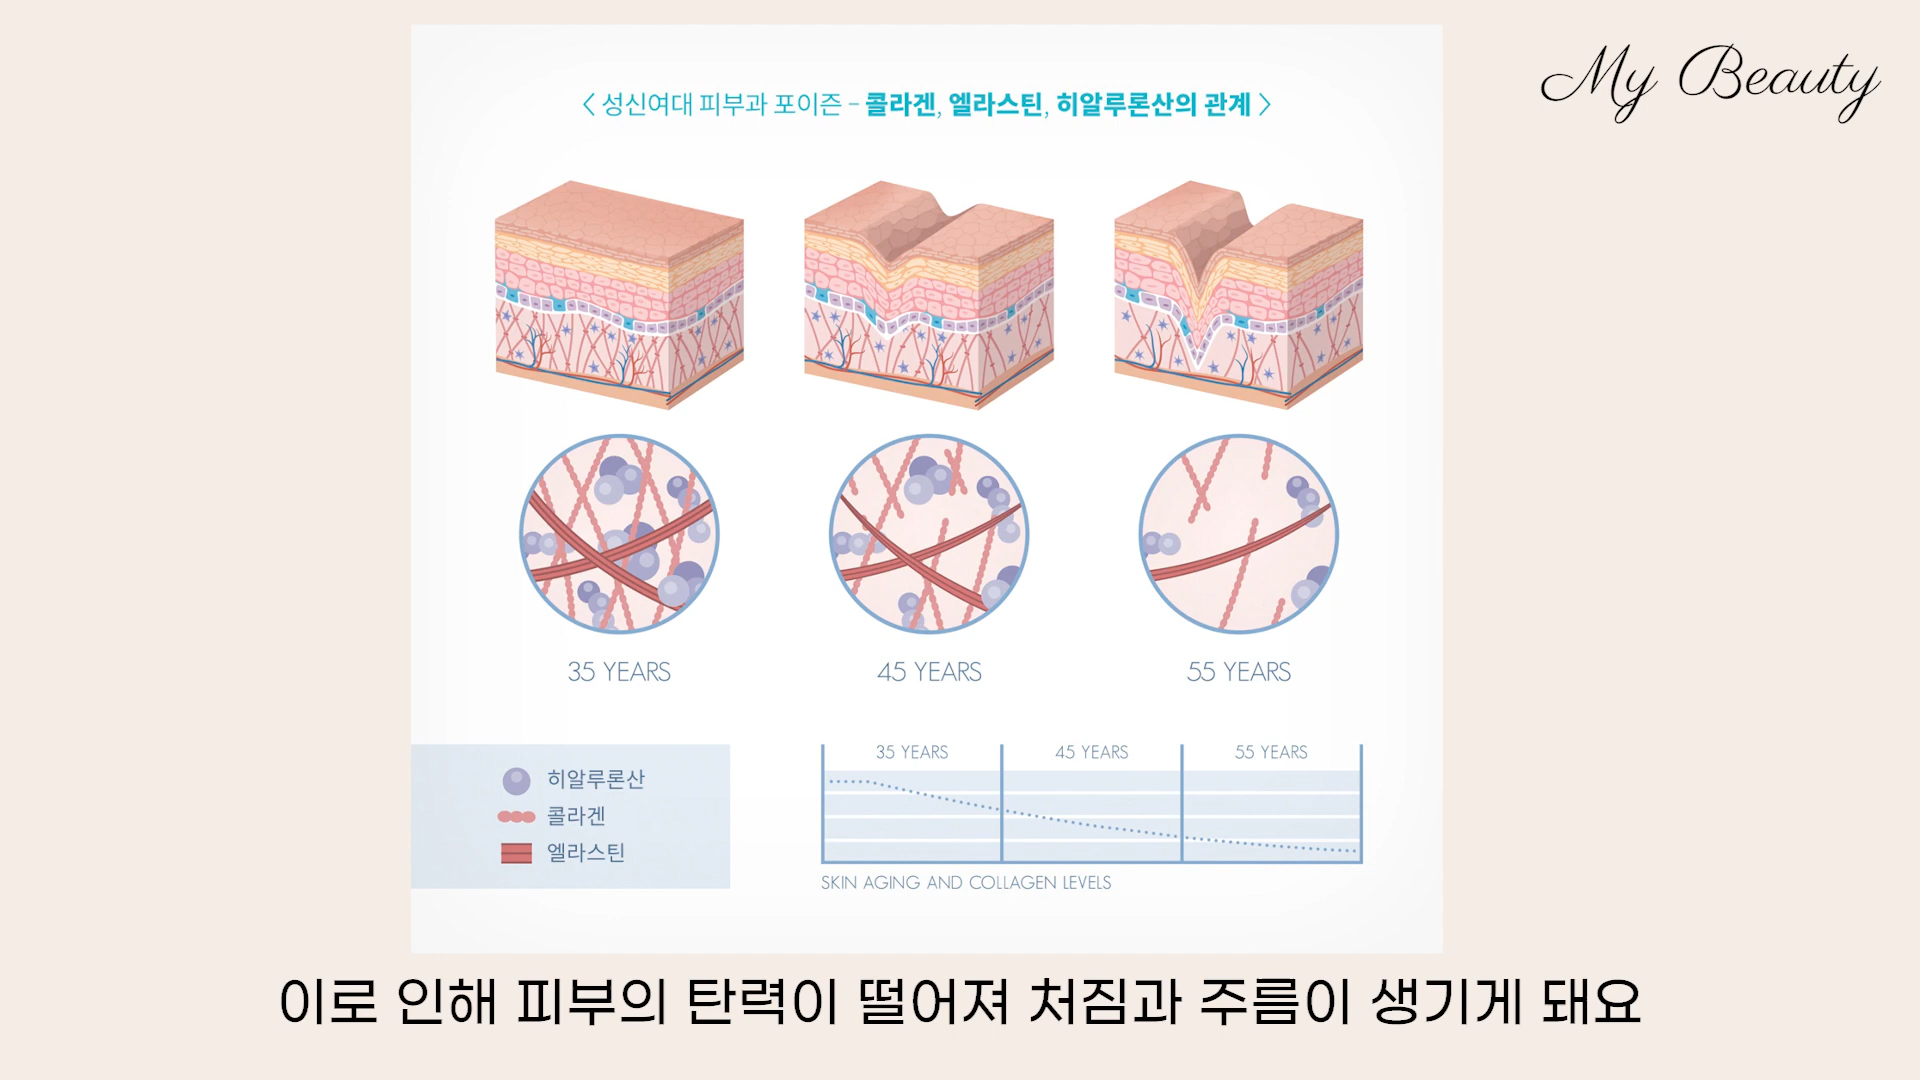 My Beauty
< 성신여대 피부과 포이즌 - 콜라겐, 엘라스틴, 히알루론산의 관계 >
35 YEARS
45 YEARS
55 YEARS
히알루론산
콜라겐
엘라스틴
35 YEARS
45 YEARS
55 YEARS
SKIN AGING AND COLLAGEN LEVELS
이로 인해 피부의 탄력이 떨어져 처짐과 주름이 생기게 돼요